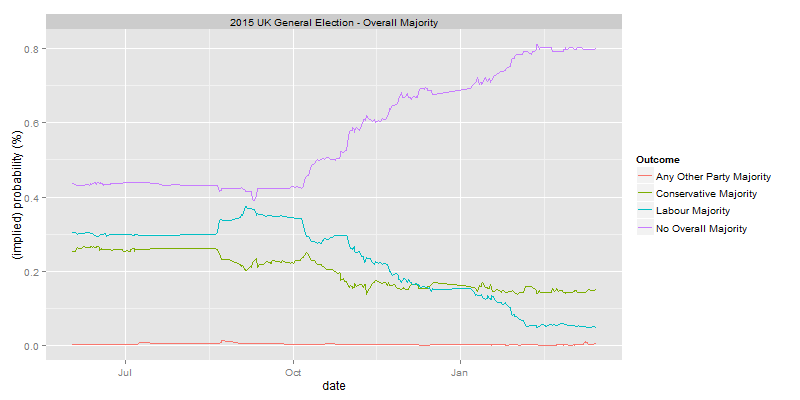 2015 UK General Election - Overall Majority
0.8
0.6
0.4
0.2
0.0
(implied) probability (%)
Jul
Oct
Jan
date
Outcome
Any Other Party Majority
Conservative Majority
Labour Majority
No Overall Majority